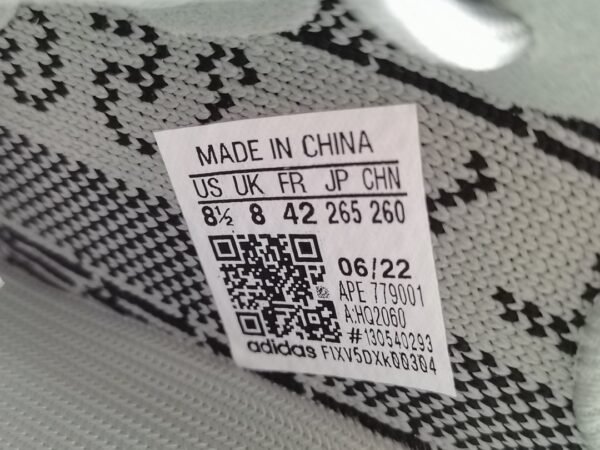 MADE IN CHINA
US UK FR JP CHN
8½ 8 42 265 260
06/22
APE 779001
A:HQ2060
#130540293
adidas FIXV5DXk00304